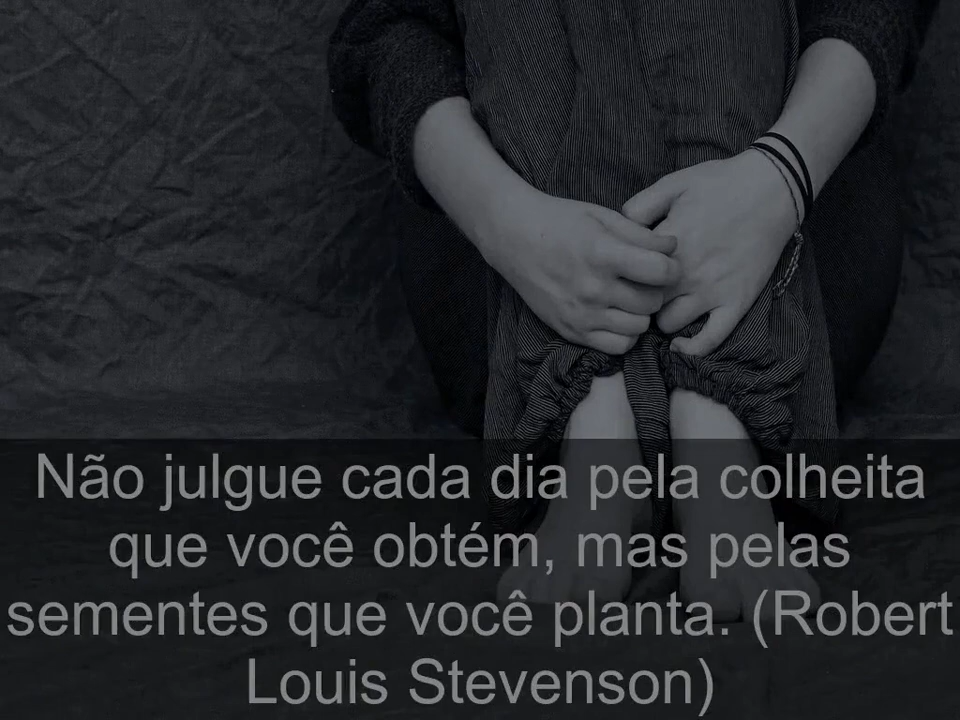 Não julgue cada dia pela colheita
que você obtém, mas pelas
sementes que você planta. (Robert
Louis Stevenson)